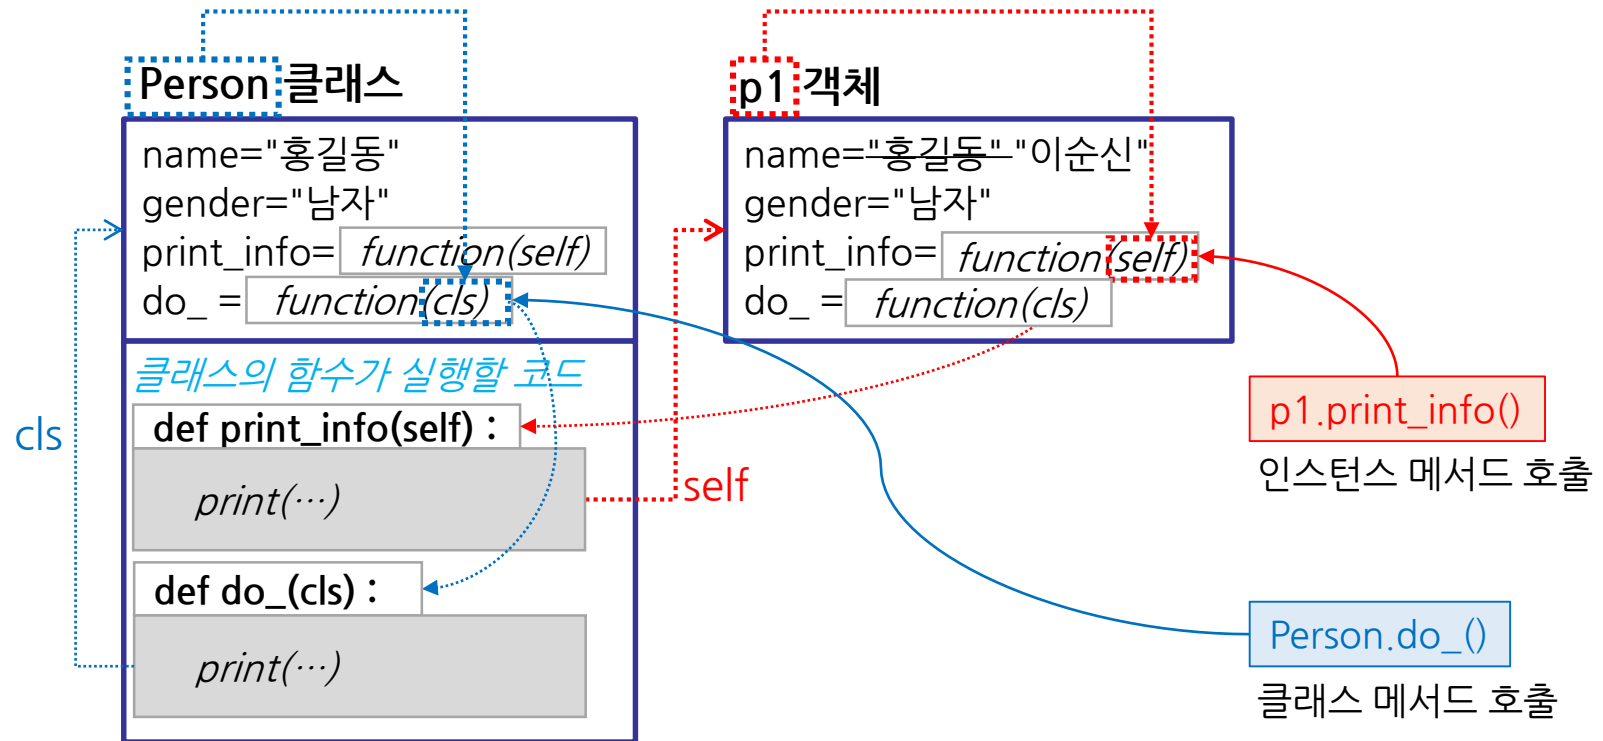 Person 클래스
name="홍길동"
gender="남자"
print_info= function(self)
do_ = function(cls)
클래스의 함수가 실행할 코드
def print_info(self) :
print(…)
def do_(cls) :
print(…)
cls
p1 객체
name="홍길동" "이순신"
gender="남자"
print_info= function(self)
do_ = function(cls)
self
p1.print_info()
인스턴스 메서드 호출
Person.do_()
클래스 메서드 호출